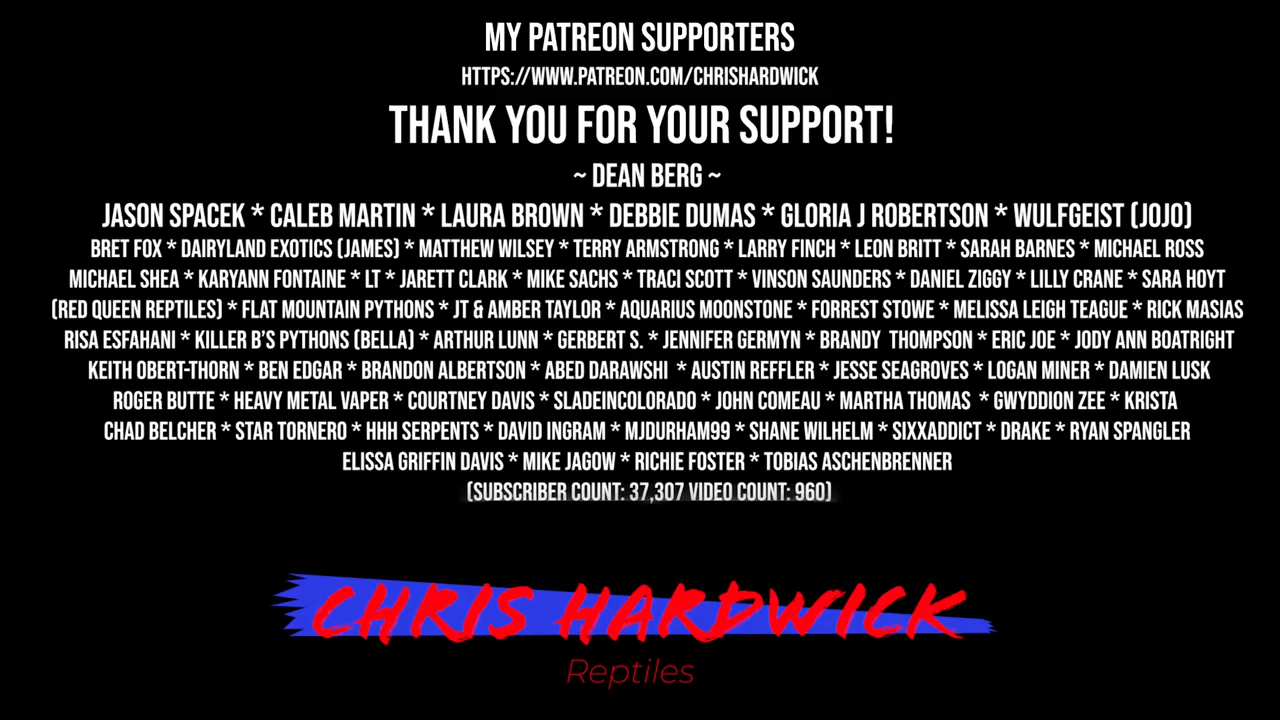 MY PATREON SUPPORTERS
HTTPS://WWW.PATREON.COM/CHRISHARDWICK
THANK YOU FOR YOUR SUPPORT!
~ DEAN BERG ~
JASON SPACEK * CALEB MARTIN * LAURA BROWN * DEBBIE DUMAS * GLORIA J ROBERTSON * WULFGEIST (JOJO)
BRET FOX * DAIRYLAND EXOTICS (JAMES) * MATTHEW WILSEY * TERRY ARMSTRONG * LARRY FINCH * LEON BRITT * SARAH BARNES * MICHAEL ROSS
MICHAEL SHEA * KARYANN FONTAINE * LT * JARETT CLARK * MIKE SACHS * TRACI SCOTT * VINSON SAUNDERS * DANIEL ZIGGY * LILLY CRANE * SARA HOYT
(RED QUEEN REPTILES) * FLAT MOUNTAIN PYTHONS * JT & AMBER TAYLOR * AQUARIUS MOONSTONE * FORREST STOWE * MELISSA LEIGH TEAGUE * RICK MASIAS
RISA ESFAHANI * KILLER B'S PYTHONS (BELLA) * ARTHUR LUNN * GERBERT S. * JENNIFER GERMYN * BRANDY THOMPSON * ERIC JOE * JODY ANN BOATRIGHT
KEITH OBERT-THORN * BEN EDGAR * BRANDON ALBERTSON * ABED DARAWSHI * AUSTIN REFFLER * JESSE SEAGROVES * LOGAN MINER * DAMIEN LUSK
ROGER BUTTE * HEAVY METAL VAPER * COURTNEY DAVIS * SLADEINCOLORADO * JOHN COMEAU * MARTHA THOMAS * GWYDDION ZEE * KRISTA
CHAD BELCHER * STAR TORNERO * HHH SERPENTS * DAVID INGRAM * MJDURHAM99 * SHANE WILHELM * SIXXADDICT * DRAKE * RYAN SPANGLER
ELISSA GRIFFIN DAVIS * MIKE JAGOW * RICHIE FOSTER * TOBIAS ASCHENBRENNER
(SUBSCRIBER COUNT: 37,307 VIDEO COUNT: 960)
CHRIS HARDWICK
Reptiles